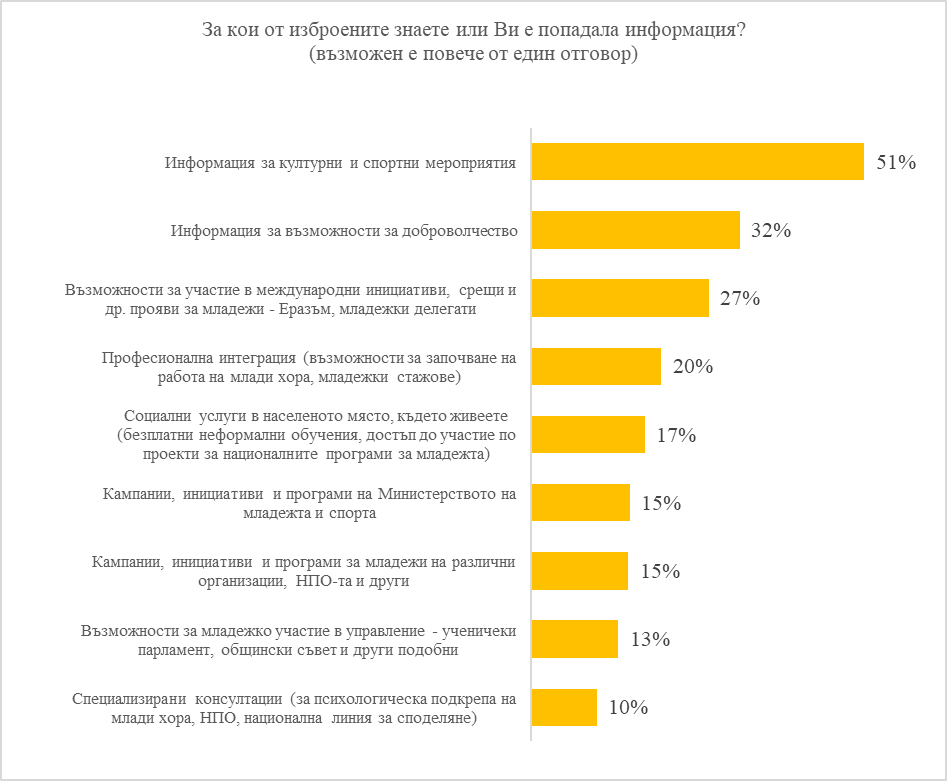 За кои от изброените знаете или Ви е попадала информация?
(възможен е повече от един отговор)
Информация за културни и спортни мероприятия
51%
Информация за възможности за доброволчество
32%
Възможности за участие в международни инициативи, срещи и
др. прояви за младежи - Еразъм, младежки делегати
27%
Професионална интеграция (възможности за започване на
работа на млади хора, младежки стажове)
20%
Социални услуги в населеното място, където живеете
(безплатни неформални обучения, достъп до участие по
проекти за националните програми за младежта)
17%
Кампании, инициативи и програми на Министерството на
младежта и спорта
15%
Кампании, инициативи и програми за младежи на различни
организации, НПО-та и други
15%
Възможности за младежко участие в управление - ученически
парламент, общински съвет и други подобни
13%
Специализирани консултации (за психологическа подкрепа на
млади хора, НПО, национална линия за споделяне)
10%